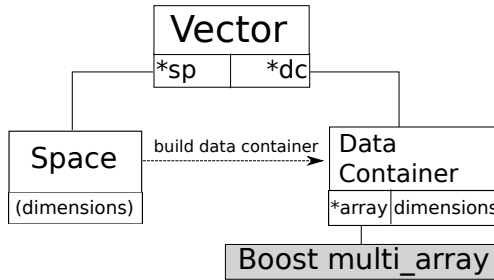 Vector
*sp *dc
Space
build data container
Data
Container
(dimensions)
*array dimensions
Boost multi_array